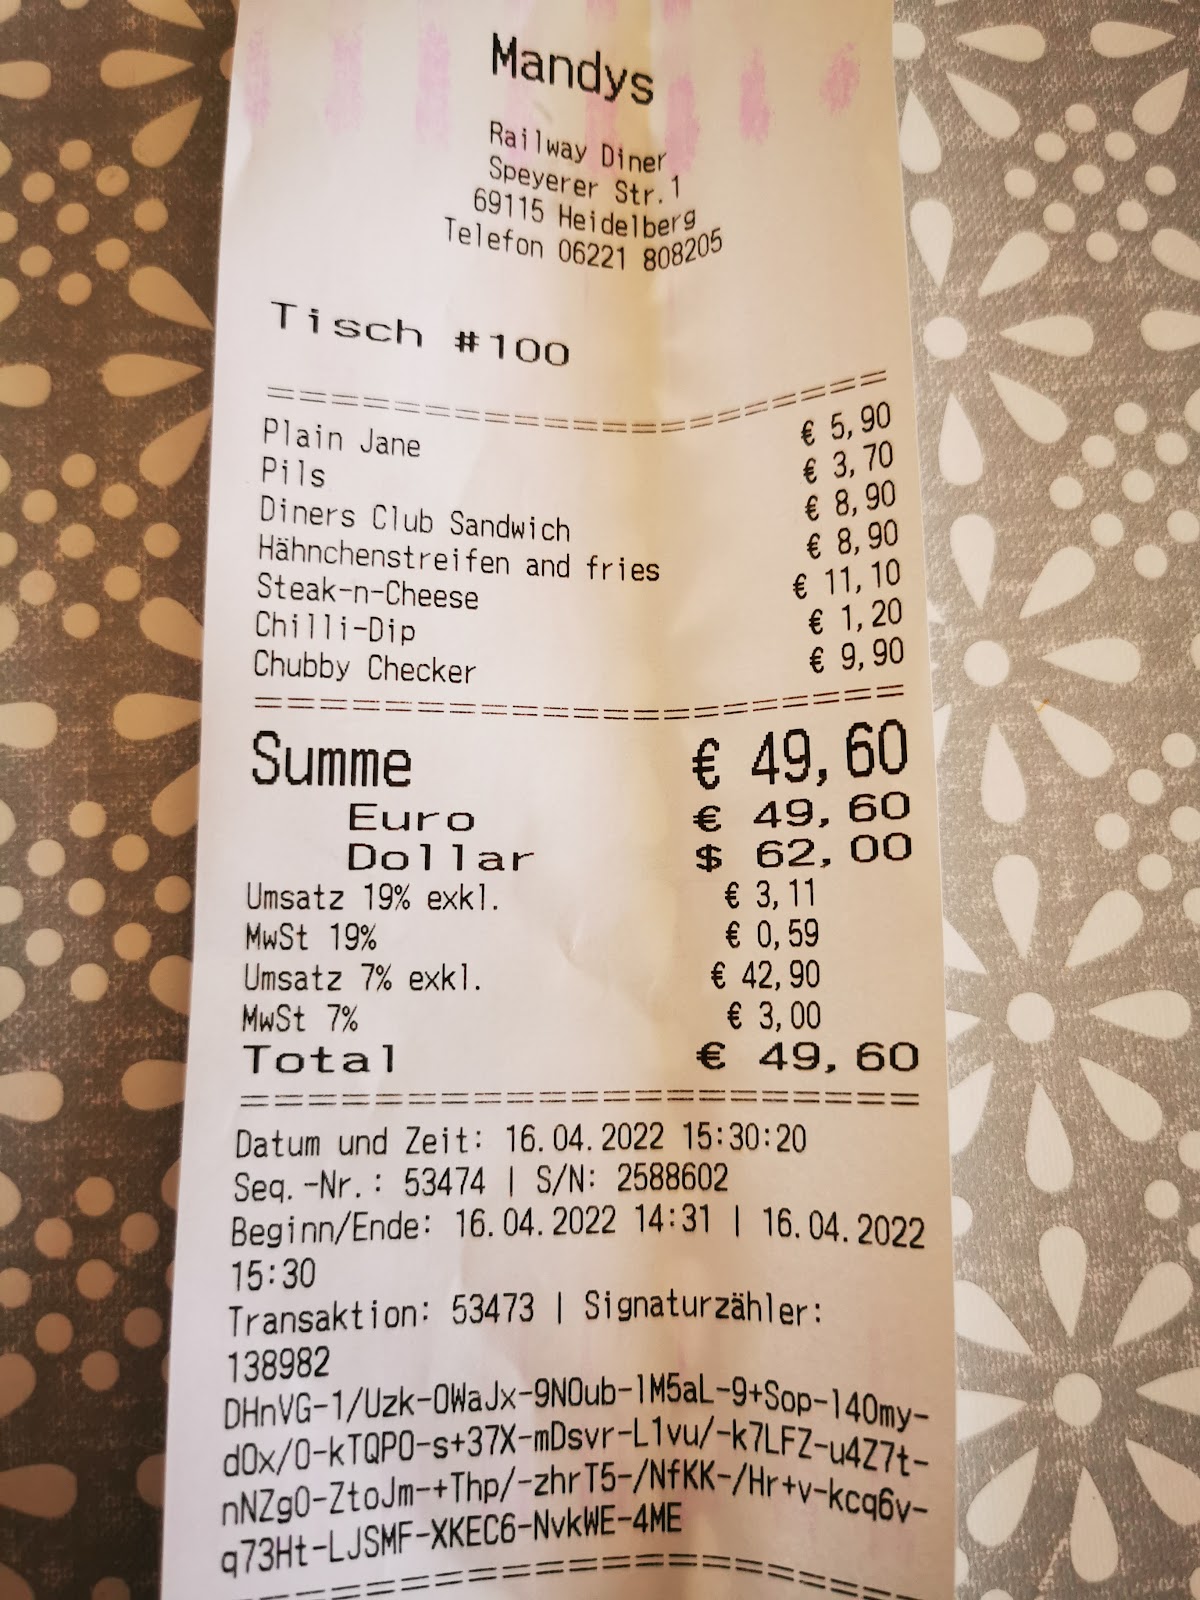 Mandys
Railway Diner
Speyerer Str.1
69115 Heidelberg
Telefon 06221 808205
Tisch #100
Plain Jane € 5,90
Pils € 3,70
Diners Club Sandwich € 8,90
Hähnchenstreifen and fries € 8,90
Steak-n-Cheese € 11,10
Chilli-Dip € 1,20
Chubby Checker € 9,90
Summe € 49,60
Euro € 49,60
Dollar $ 62,00
Umsatz 19% exkl. € 3,11
MwSt 19% € 0,59
Umsatz 7% exkl. € 42,90
MwSt 7% € 3,00
Total € 49,60
Datum und Zeit: 16.04.2022 15:30:20
Seq.-Nr.: 53474 | S/N: 2588602
Beginn/Ende: 16.04.2022 14:31 | 16.04.2022
15:30
Transaktion: 53473 | Signaturzähler:
138982
DHnVG-1/Uzk-OWaJx-9NOub-1M5aL-9+Sop-140my-
dOx/O-kTQPO-s+37X-mDsvr-L1vu/-k7LFZ-u4Z7t-
nNZgO-ZtoJm-+Thp/-zhrT5-/NfKK-/Hr+v-kcq6v-
q73Ht-LJSMF-XKEC6-NvkWE-4ME